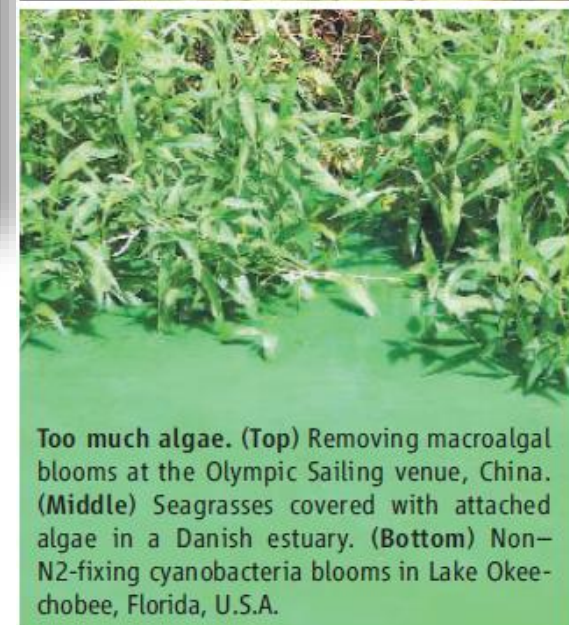 Too much algae. (Top) Removing macroalgal
blooms at the Olympic Sailing venue, China.
(Middle) Seagrasses covered with attached
algae in a Danish estuary. (Bottom) Non–
N2-fixing cyanobacteria blooms in Lake Okee-
chobee, Florida, U.S.A.